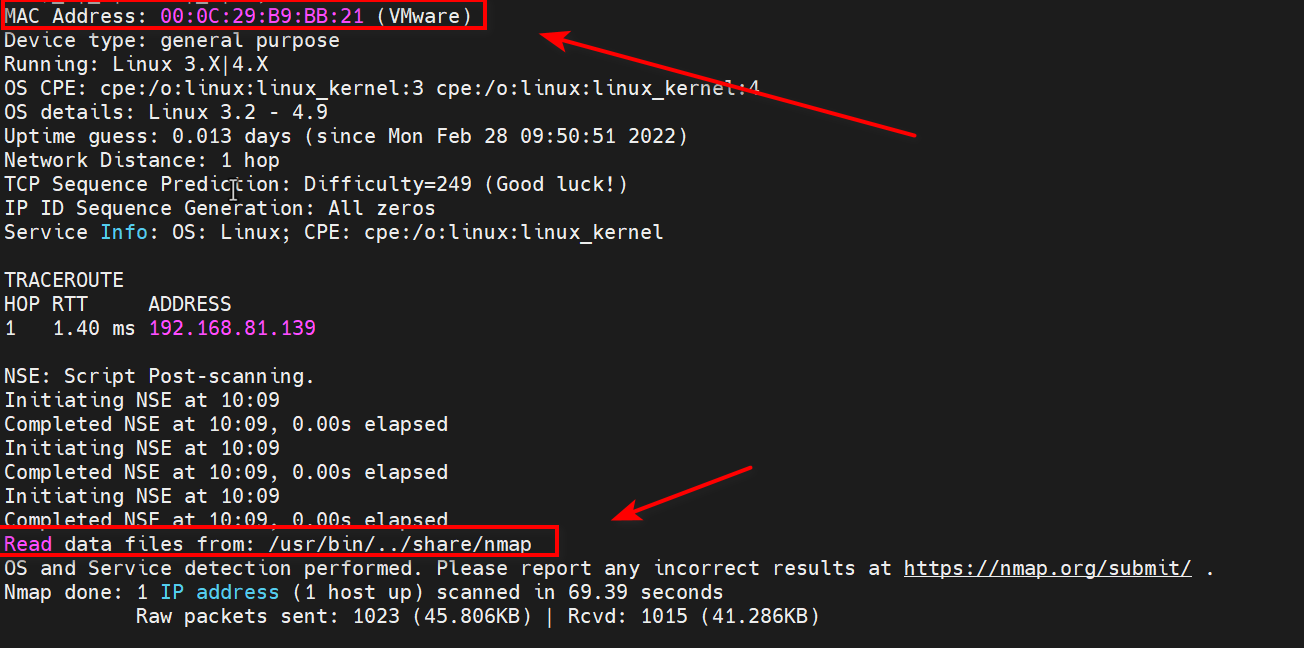 MAC Address: 00:0C:29:B9:BB:21 (VMware)
Device type: general purpose
Running: Linux 3.X|4.X
OS CPE: cpe:/o:linux:linux_kernel:3 cpe:/o:linux:linux_kernel:4
OS details: Linux 3.2 - 4.9
Uptime guess: 0.013 days (since Mon Feb 28 09:50:51 2022)
Network Distance: 1 hop
TCP Sequence Prediction: Difficulty=249 (Good luck!)
IP ID Sequence Generation: All zeros
Service Info: OS: Linux; CPE: cpe:/o:linux:linux_kernel
TRACEROUTE
HOP RTT     ADDRESS
1   1.40 ms 192.168.81.139
NSE: Script Post-scanning.
Initiating NSE at 10:09
Completed NSE at 10:09, 0.00s elapsed
Initiating NSE at 10:09
Completed NSE at 10:09, 0.00s elapsed
Initiating NSE at 10:09
Completed NSE at 10:09, 0.00s elapsed
Read data files from: /usr/bin/../share/nmap
OS and Service detection performed. Please report any incorrect results at https://nmap.org/submit/ .
Nmap done: 1 IP address (1 host up) scanned in 69.39 seconds
Raw packets sent: 1023 (45.806KB) | Rcvd: 1015 (41.286KB)